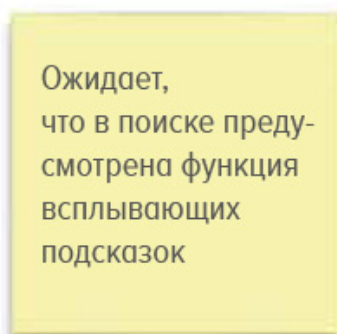 Ожидает,
что в поиске преду-
смотрена функция
всплывающих
подсказок